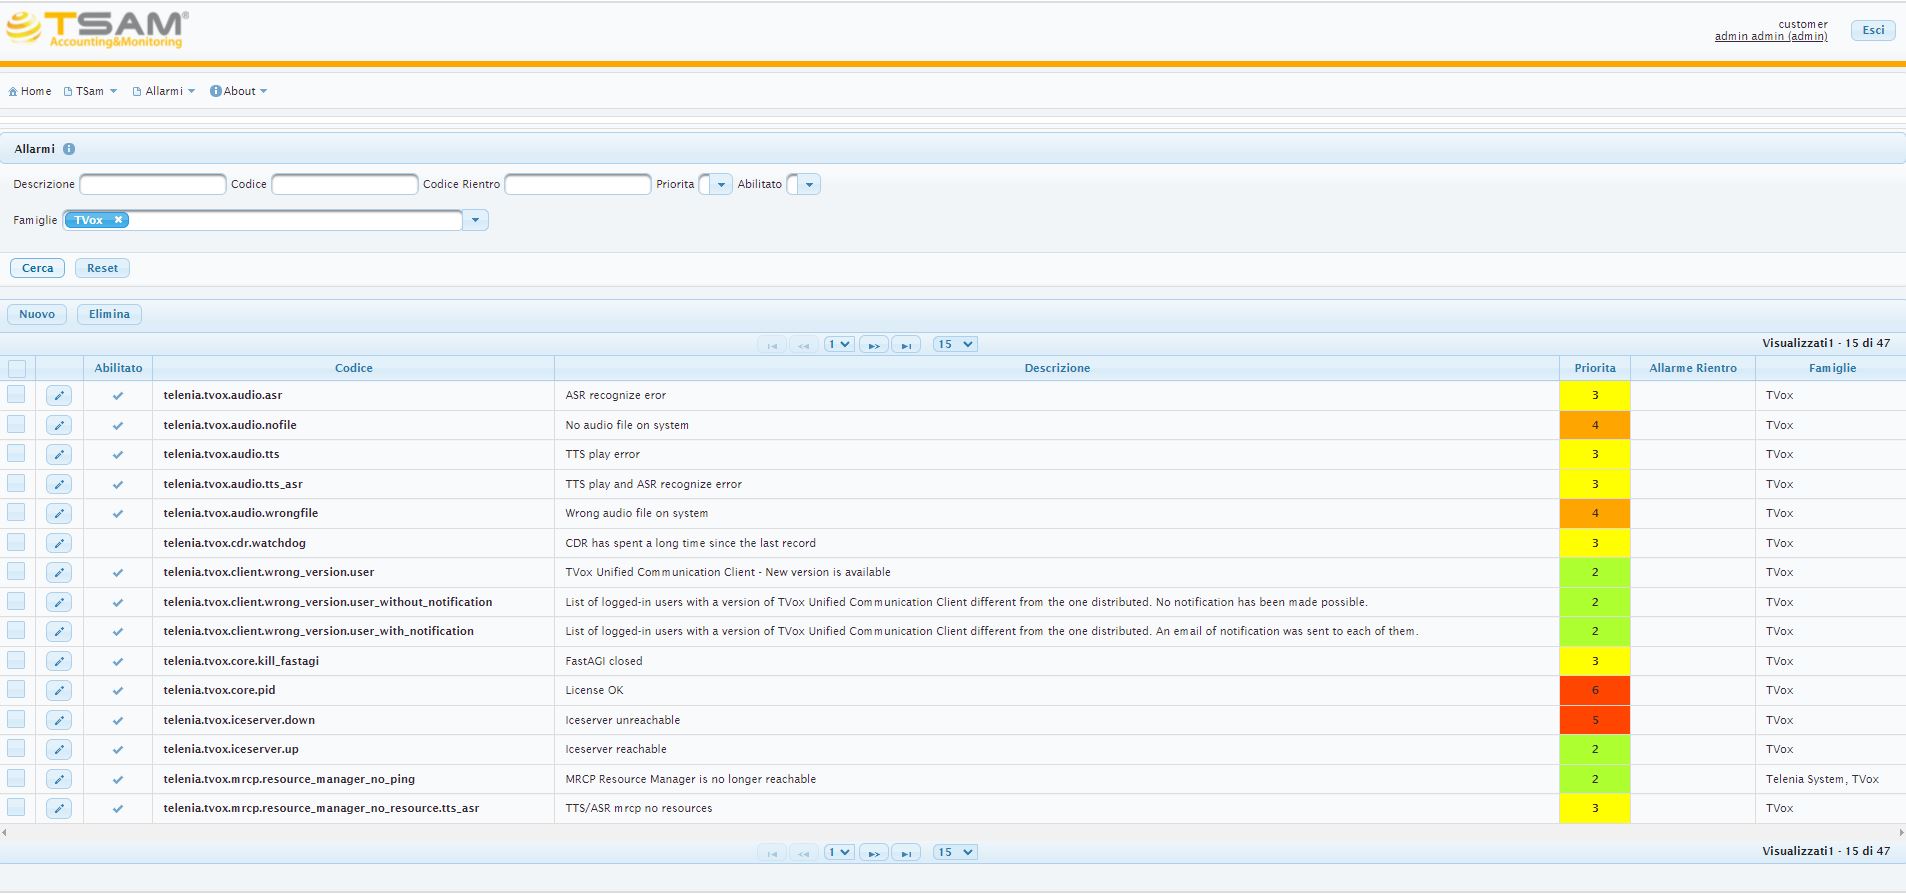 TSAM®
Accounting&Monitoring
customer
admin admin (admin)
Esci
Home TSam Allarmi About
Allarmi
Descrizione Codice Codice Rientro Priorita Abilitato
Famiglie TVox
Cerca Reset
Nuovo Elimina
1 15 Visualizzati1 - 15 di 47
Abilitato Codice Descrizione Priorita Allarme Rientro Famiglie
telenia.tvox.audio.asr ASR recognize eror 3 TVox
telenia.tvox.audio.nofile No audio file on system 4 TVox
telenia.tvox.audio.tts TTS play error 3 TVox
telenia.tvox.audio.tts_asr TTS play and ASR recognize error 3 TVox
telenia.tvox.audio.wrongfile Wrong audio file on system 4 TVox
telenia.tvox.cdr.watchdog CDR has spent a long time since the last record 3 TVox
telenia.tvox.client.wrong_version.user TVox Unified Communication Client - New version is available 2 TVox
telenia.tvox.client.wrong_version.user_without_notification List of logged-in users with a version of TVox Unified Communication Client different from the one distributed. No notification has been made possible. 2 TVox
telenia.tvox.client.wrong_version.user_with_notification List of logged-in users with a version of TVox Unified Communication Client different from the one distributed. An email of notification was sent to each of them. 2 TVox
telenia.tvox.core.kill_fastagi FastAGI closed 3 TVox
telenia.tvox.core.pid License OK 6 TVox
telenia.tvox.iceserver.down Iceserver unreachable 5 TVox
telenia.tvox.iceserver.up Iceserver reachable 2 TVox
telenia.tvox.mrcp.resource_manager_no_ping MRCP Resource Manager is no longer reachable 2 Telenia System, TVox
telenia.tvox.mrcp.resource_manager_no_resource.tts_asr TTS/ASR mrcp no resources 3 TVox
1 15 Visualizzati1 - 15 di 47